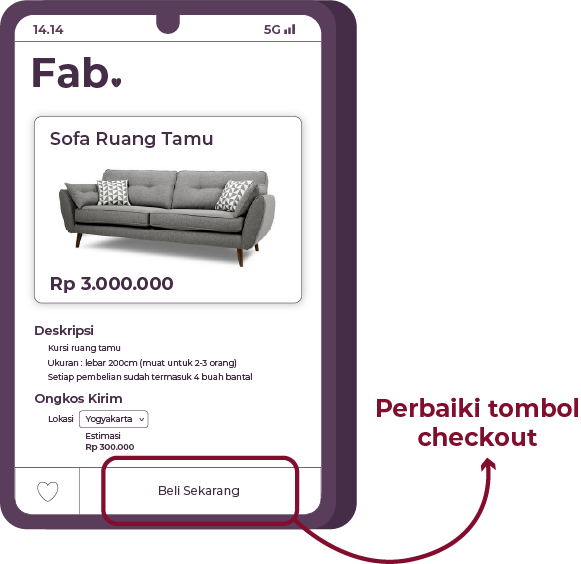 14.14
5G
Fab.
Sofa Ruang Tamu
Rp 3.000.000
Deskripsi
Kursi ruang tamu
Ukuran : lebar 200cm (muat untuk 2-3 orang)
Setiap pembelian sudah termasuk 4 buah bantal
Ongkos Kirim
Lokasi Yogyakarta
Estimasi
Rp 300.000
Beli Sekarang
Perbaiki tombol
checkout